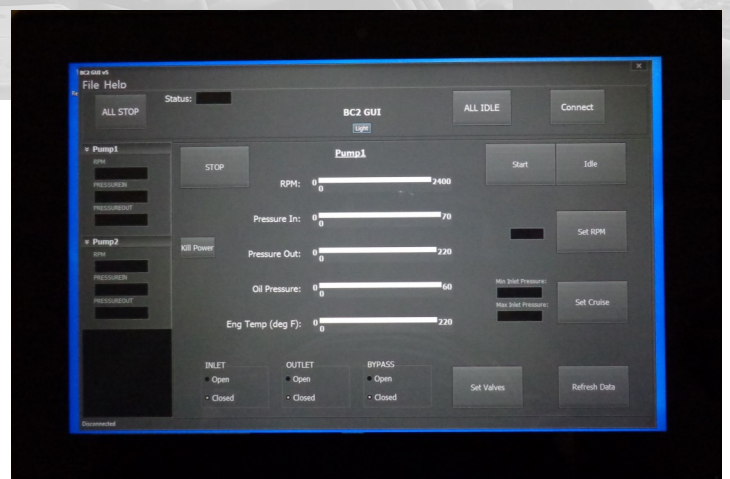 BC2 GUI v5
File Help
ALL STOP
Status:
BC2 GUI
Light
ALL IDLE
Connect
Pump1
RPM
PRESSUREIN
PRESSUREOUT
Pump2
RPM
PRESSUREIN
PRESSUREOUT
Pump1
STOP
Start
Idle
RPM: 0 2400
0
Pressure In: 0 70
0
Set RPM
Kill Power
Pressure Out: 0 220
0
Oil Pressure: 0 60
0
Min Inlet Pressure:
Max Inlet Pressure:
Set Cruise
Eng Temp (deg F): 0 220
0
INLET
Open
Closed
OUTLET
Open
Closed
BYPASS
Open
Closed
Set Valves
Refresh Data
Disconnected